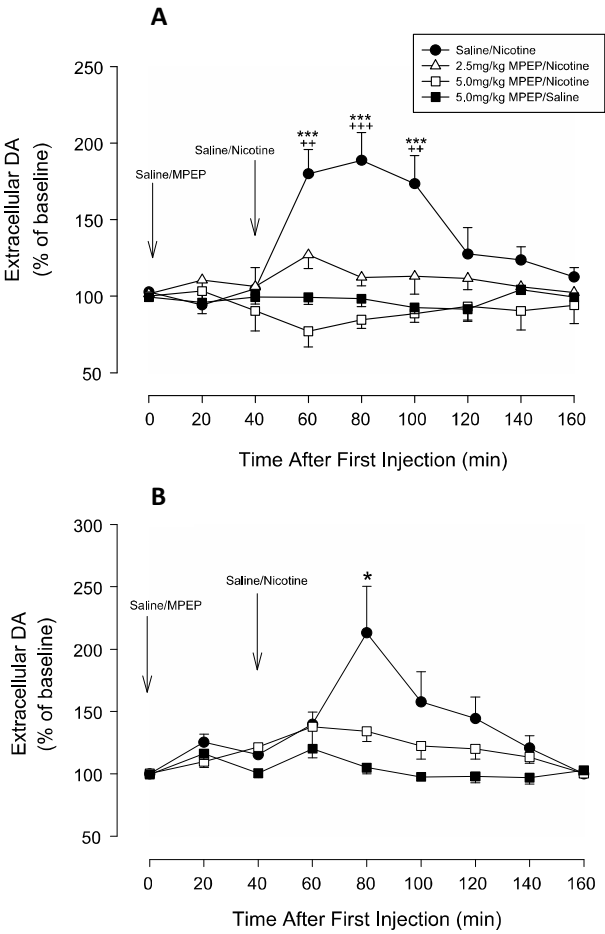 A
Saline/Nicotine
2.5mg/kg MPEP/Nicotine
5.0mg/kg MPEP/Nicotine
5.0mg/kg MPEP/Saline
250
200
150
100
50
Extracellular DA
(% of baseline)
Saline/MPEP
Saline/Nicotine
***
++
***
+++
***
++
0 20 40 60 80 100 120 140 160
Time After First Injection (min)
B
300
250
200
150
100
50
Extracellular DA
(% of baseline)
Saline/MPEP
Saline/Nicotine
*
0 20 40 60 80 100 120 140 160
Time After First Injection (min)